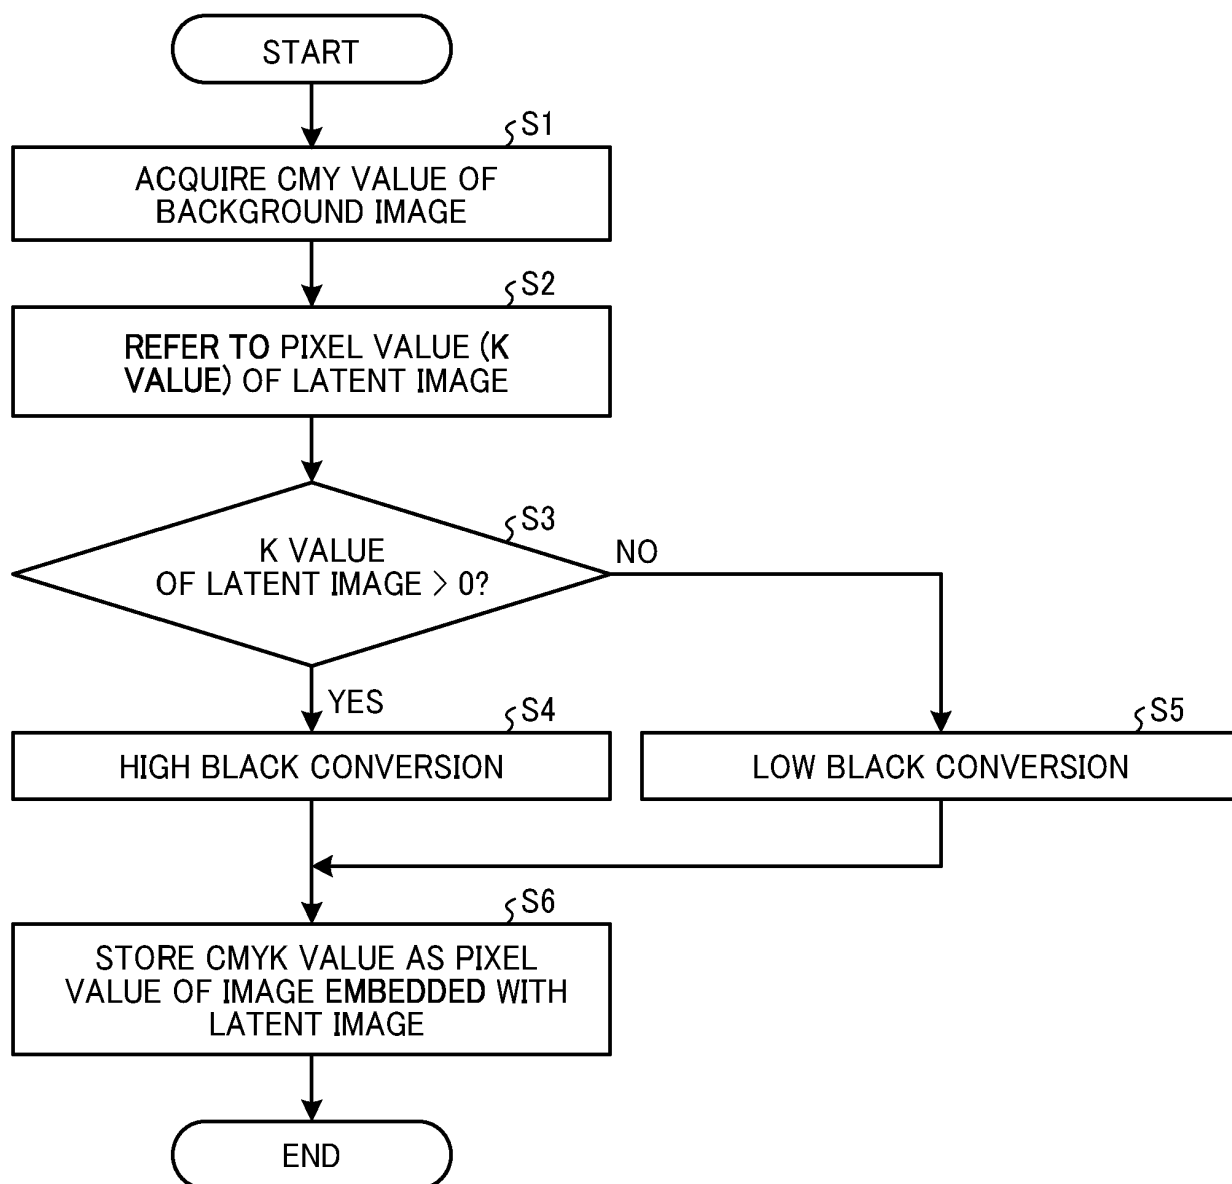 START
S1
ACQUIRE CMY VALUE OF
BACKGROUND IMAGE
S2
REFER TO PIXEL VALUE (K
VALUE) OF LATENT IMAGE
S3
K VALUE
OF LATENT IMAGE > 0?
NO
YES
S4
HIGH BLACK CONVERSION
S5
LOW BLACK CONVERSION
S6
STORE CMYK VALUE AS PIXEL
VALUE OF IMAGE EMBEDDED WITH
LATENT IMAGE
END